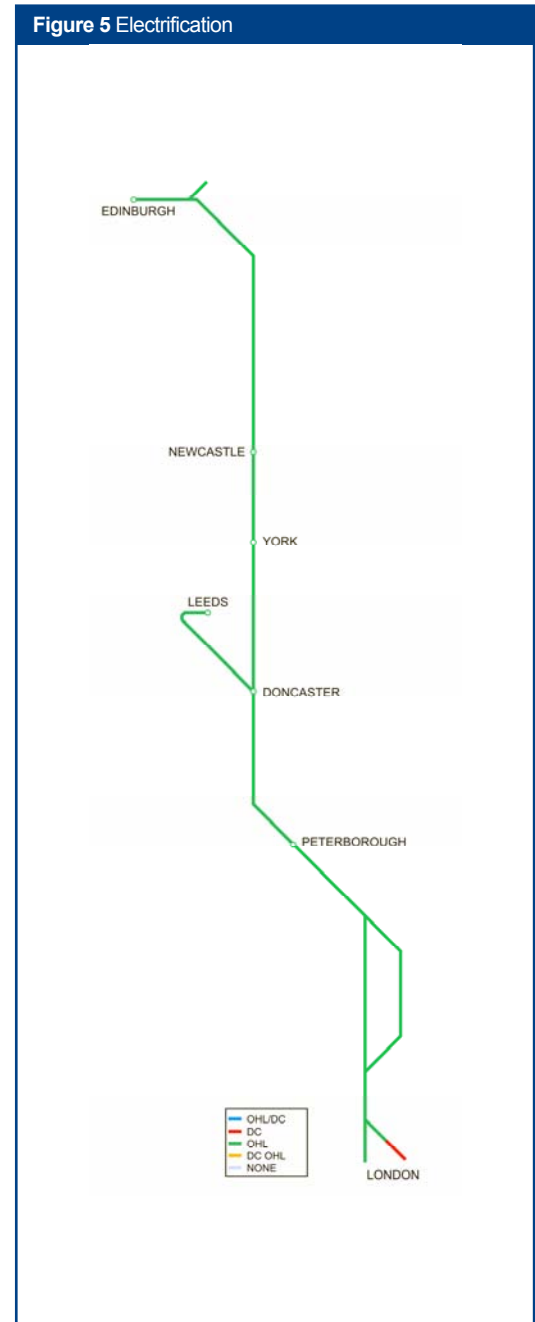 Figure 5 Electrification
EDINBURGH
NEWCASTLE
YORK
LEEDS
DONCASTER
PETERBOROUGH
OHL/DC
DC
OHL
DC OHL
NONE
LONDON